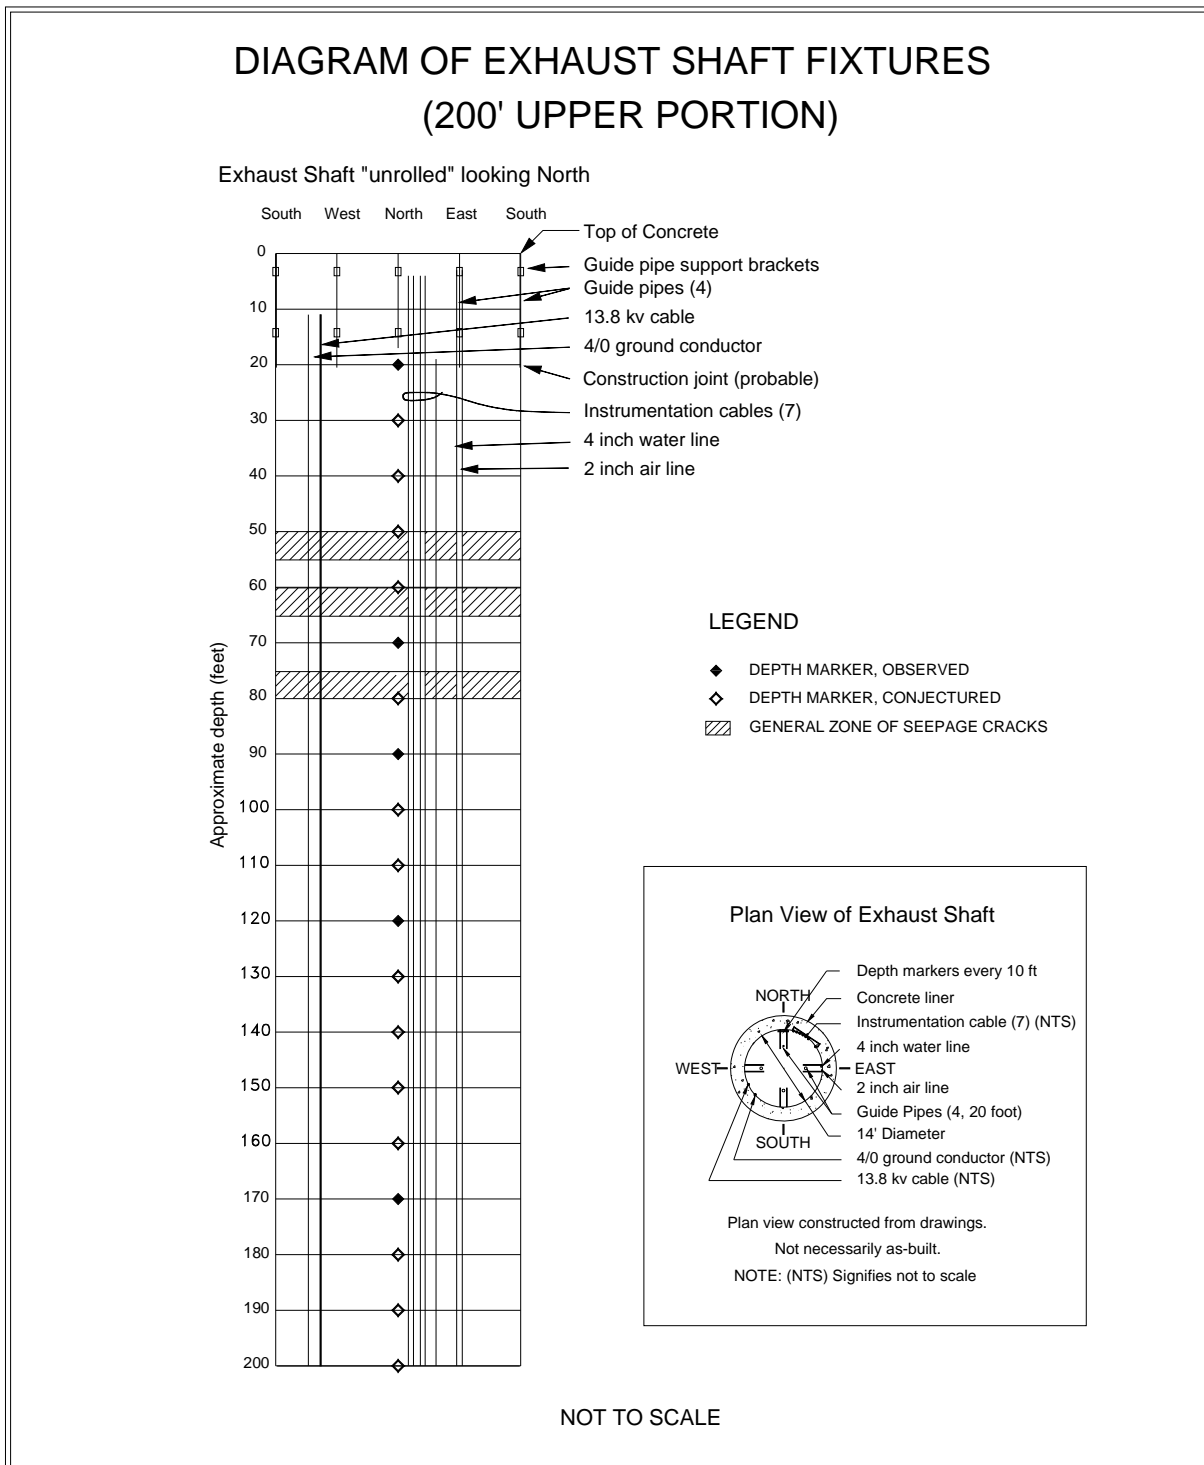 DIAGRAM OF EXHAUST SHAFT FIXTURES
(200' UPPER PORTION)
Exhaust Shaft "unrolled" looking North
South West North East South
Top of Concrete
Guide pipe support brackets
Guide pipes (4)
13.8 kv cable
4/0 ground conductor
Construction joint (probable)
Instrumentation cables (7)
4 inch water line
2 inch air line
Approximate depth (feet)
0
10
20
30
40
50
60
70
80
90
100
110
120
130
140
150
160
170
180
190
200
LEGEND
DEPTH MARKER, OBSERVED
DEPTH MARKER, CONJECTURED
GENERAL ZONE OF SEEPAGE CRACKS
Plan View of Exhaust Shaft
NORTH
WEST
EAST
SOUTH
Depth markers every 10 ft
Concrete liner
Instrumentation cable (7) (NTS)
4 inch water line
2 inch air line
Guide Pipes (4, 20 foot)
14' Diameter
4/0 ground conductor (NTS)
13.8 kv cable (NTS)
Plan view constructed from drawings.
Not necessarily as-built.
NOTE: (NTS) Signifies not to scale
NOT TO SCALE